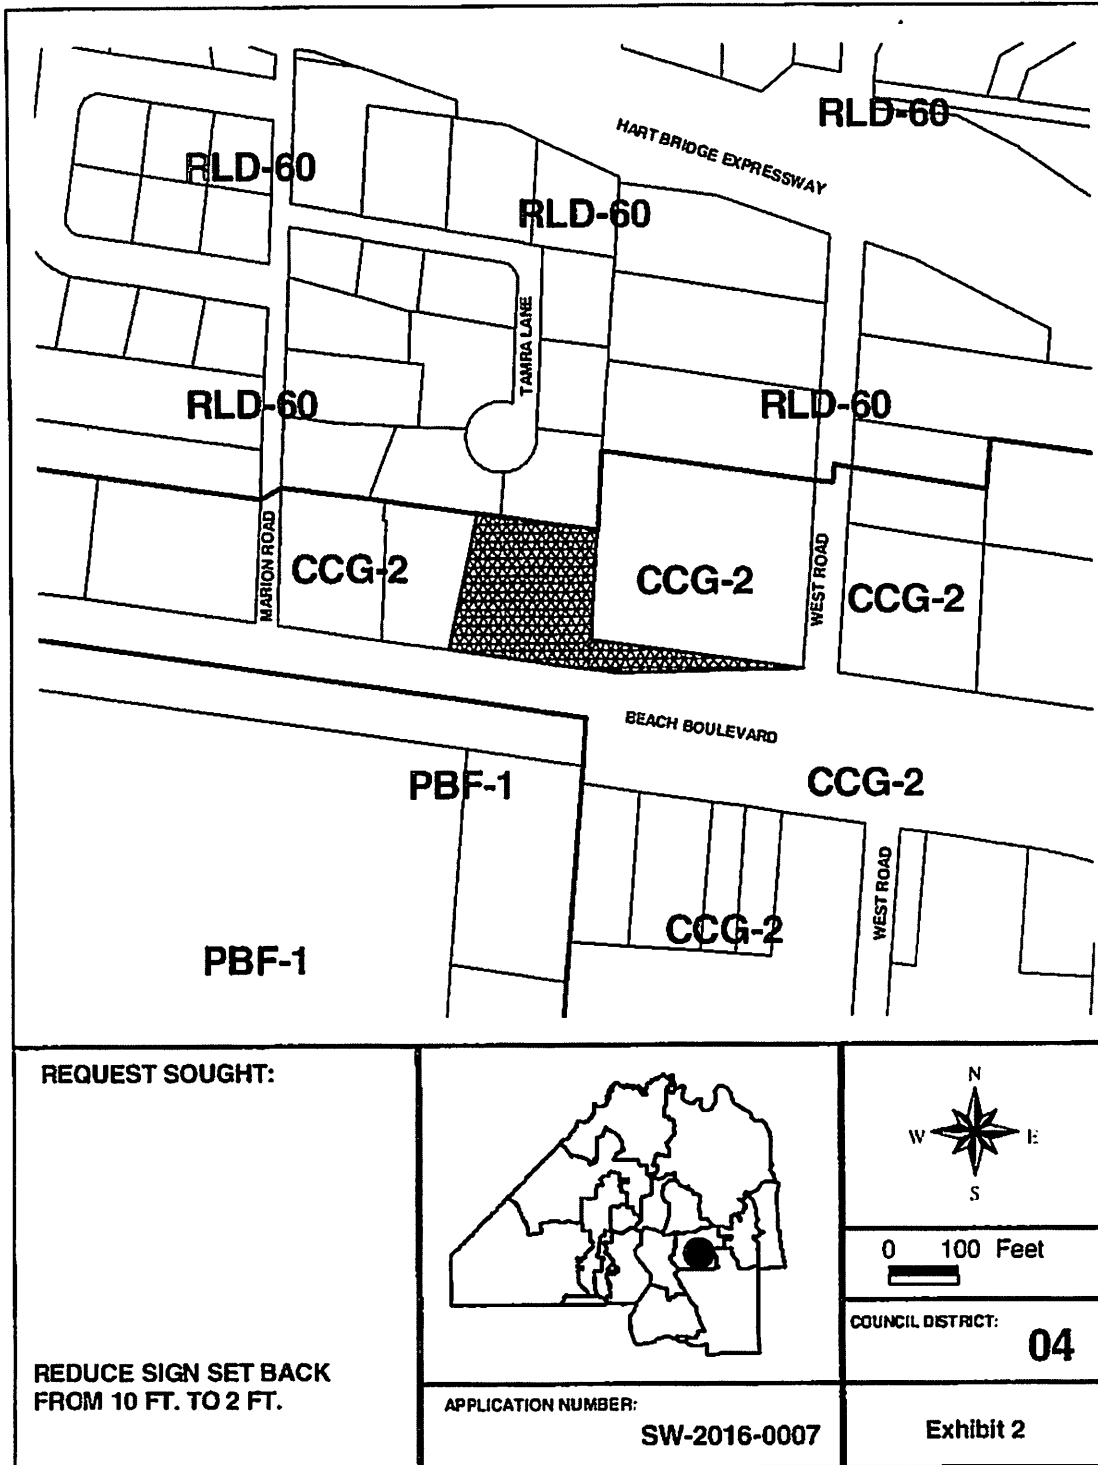 RLD-60
HART BRIDGE EXPRESSWAY
RLD-60
RLD-60
TAMRA LANE
RLD-60
RLD-60
MARION ROAD
CCG-2
CCG-2
WEST ROAD
CCG-2
BEACH BOULEVARD
PBF-1
CCG-2
CCG-2
WEST ROAD
PBF-1
REQUEST SOUGHT:
REDUCE SIGN SET BACK
FROM 10 FT. TO 2 FT.
APPLICATION NUMBER:
SW-2016-0007
N
W E
S
0 100 Feet
COUNCIL DISTRICT:
04
Exhibit 2